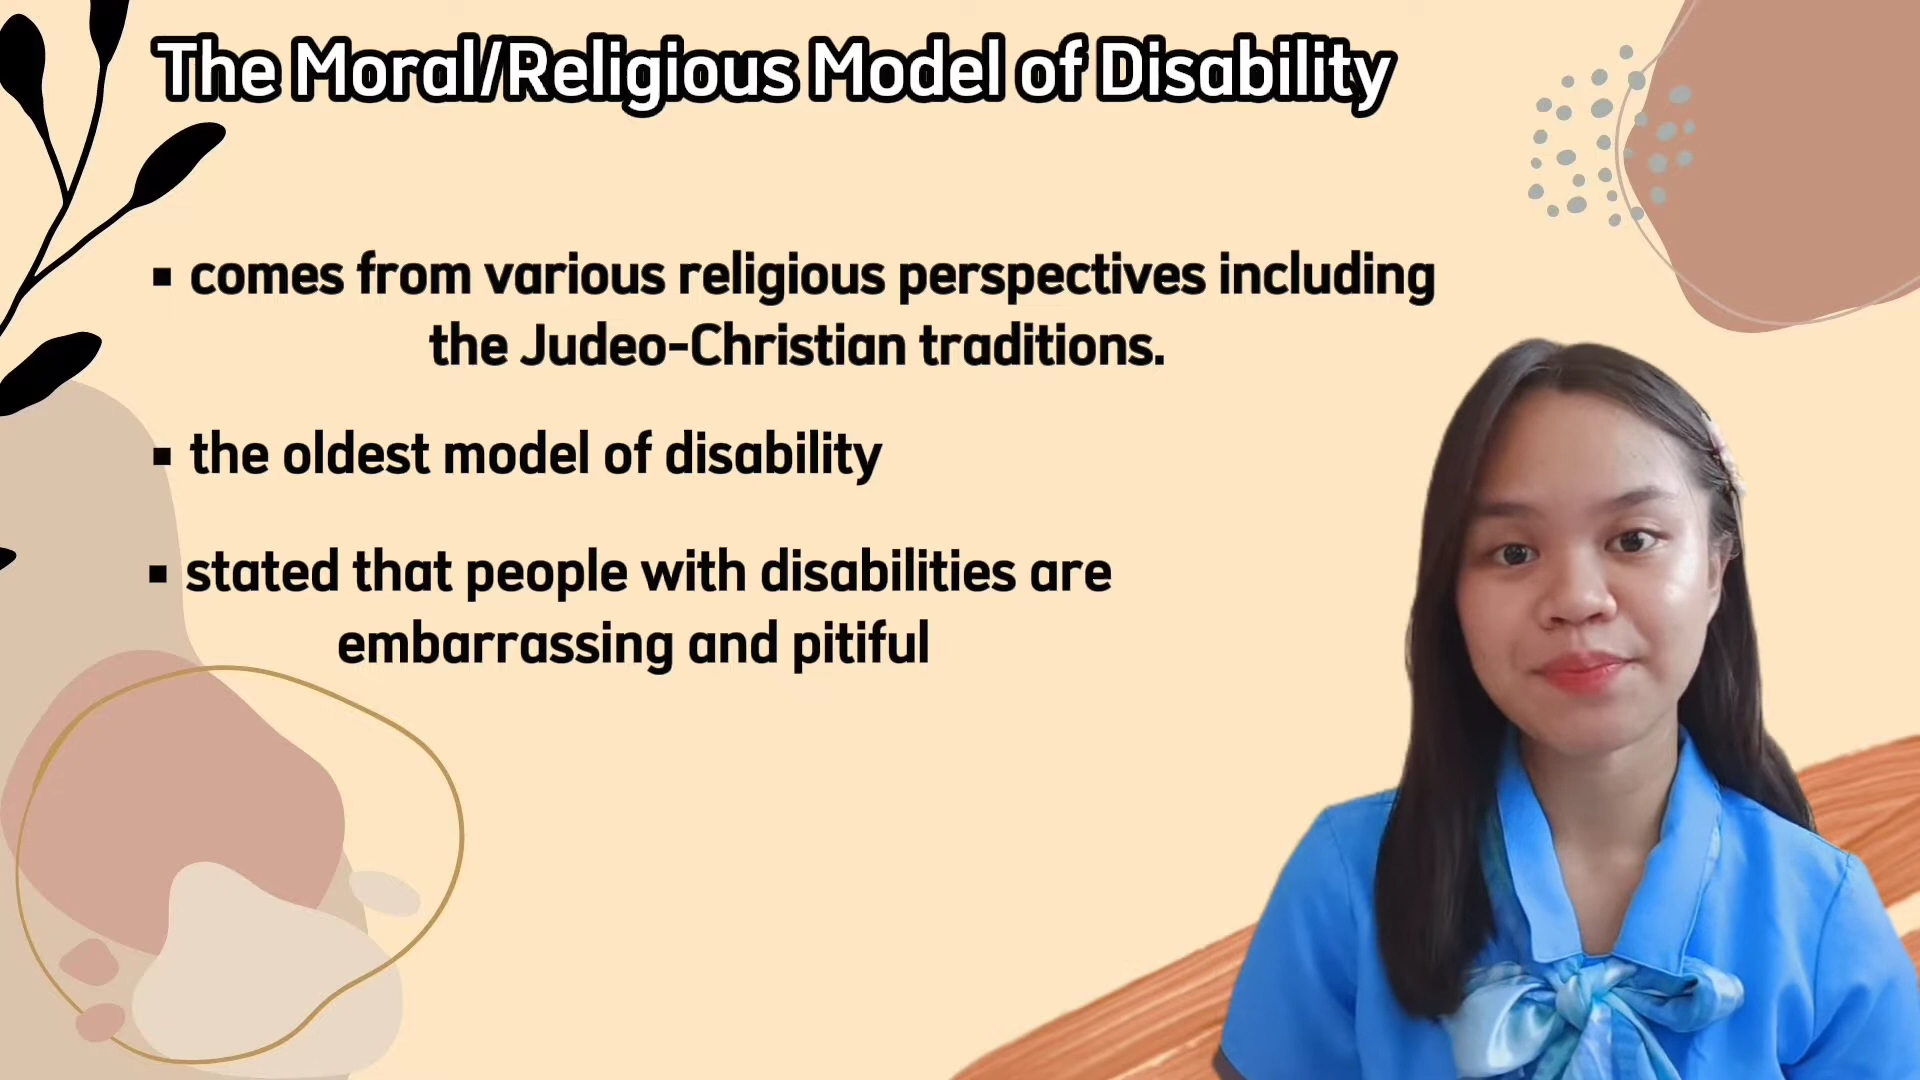 The Moral/Religious Model of Disability
▪ comes from various religious perspectives including
the Judeo-Christian traditions.
▪ the oldest model of disability
▪ stated that people with disabilities are
embarrassing and pitiful